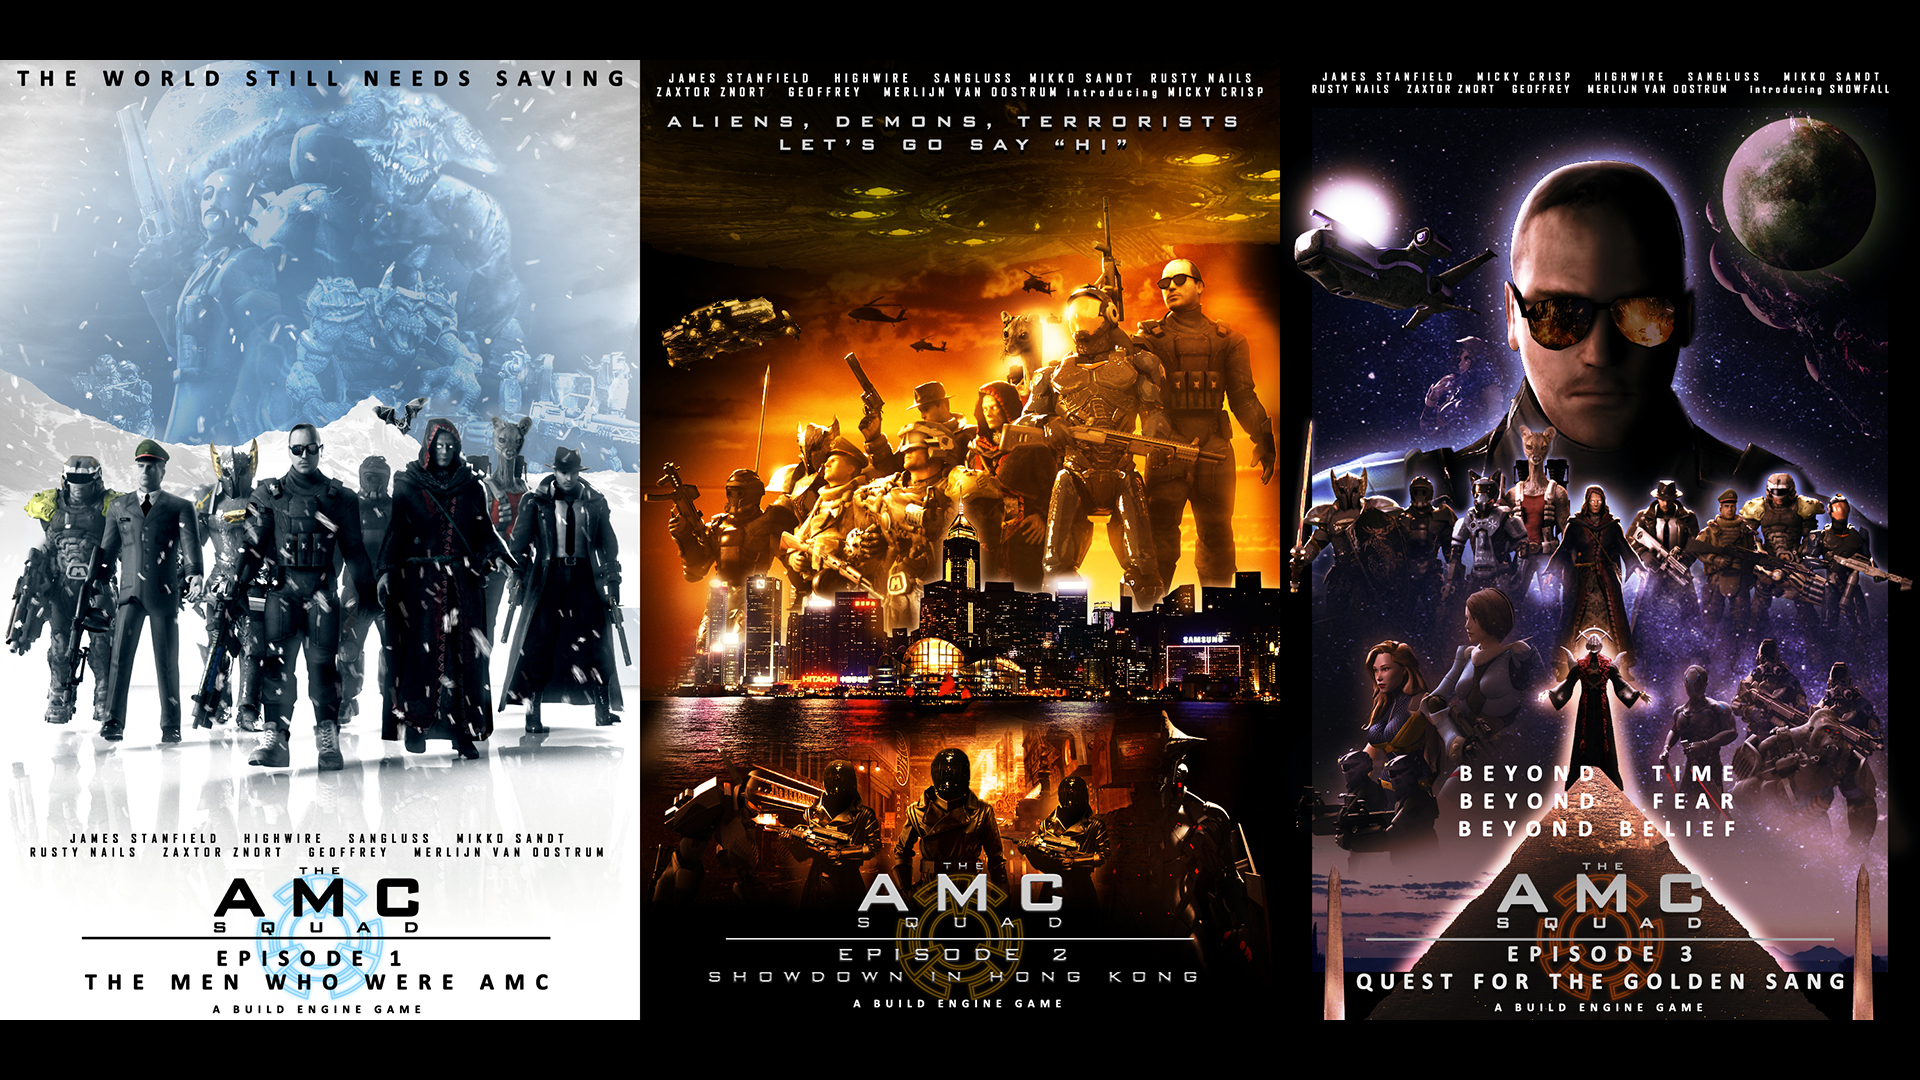 THE WORLD STILL NEEDS SAVING
JAMES STANFIELD HIGHWIRE SANGLUSS MIKKO SANDT
RUSTY NAILS ZAXTOR ZNORT GEOFFREY MERLIJN VAN OOSTRUM
THE
AMC
SQUAD
EPISODE 1
THE MEN WHO WERE AMC
A BUILD ENGINE GAME
JAMES STANFIELD HIGHWIRE SANGLUSS MIKKO SANDT RUSTY NAILS
ZAXTOR ZNORT GEOFFREY MERLIJN VAN OOSTRUM introducing MICKY CRISP
ALIENS, DEMONS, TERRORISTS
LET'S GO SAY “HI”
SAMSUNG
HITACHI
THE
AMC
SQUAD
EPISODE 2
SHOWDOWN IN HONG KONG
A BUILD ENGINE GAME
JAMES STANFIELD MICKY CRISP HIGHWIRE SANGLUSS MIKKO SANDT
RUSTY NAILS ZAXTOR ZNORT GEOFFREY MERLIJN VAN OOSTRUM introducing SNOWFALL
BEYOND TIME
BEYOND FEAR
BEYOND BELIEF
THE
AMC
SQUAD
EPISODE 3
QUEST FOR THE GOLDEN SANG
A BUILD ENGINE GAME